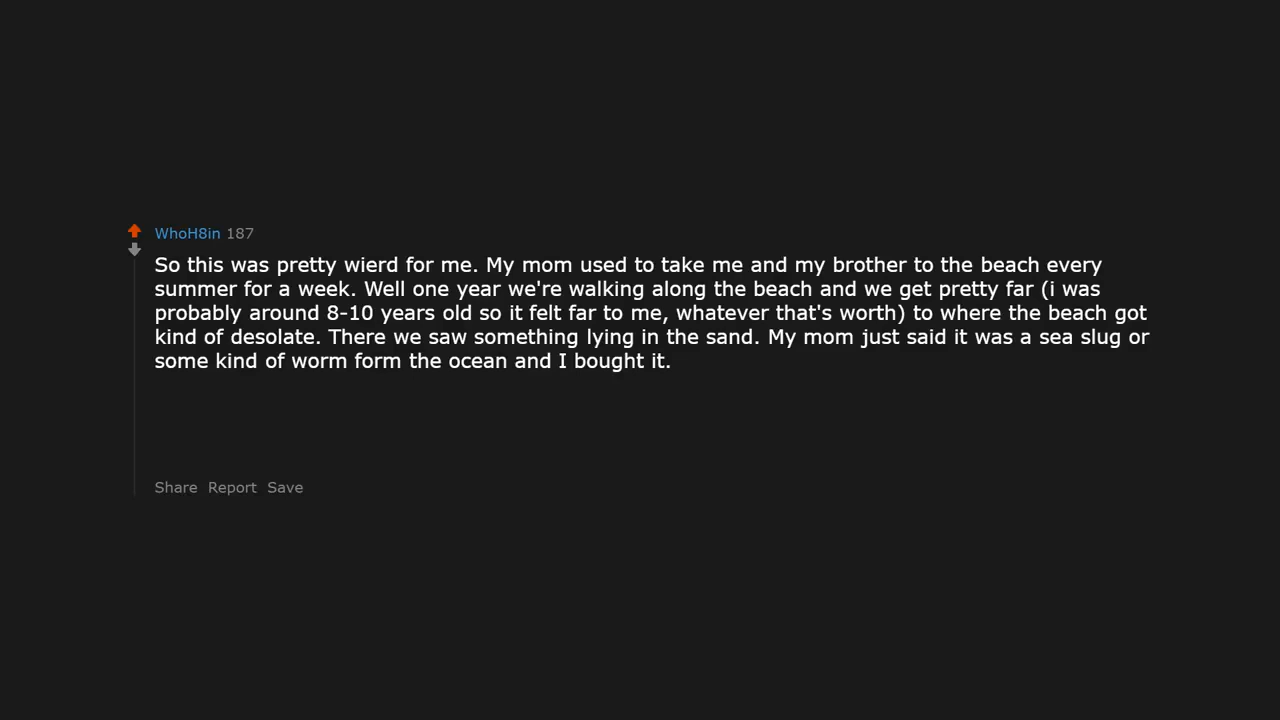 WhoH8in 187
So this was pretty wierd for me. My mom used to take me and my brother to the beach every
summer for a week. Well one year we're walking along the beach and we get pretty far (i was
probably around 8-10 years old so it felt far to me, whatever that's worth) to where the beach got
kind of desolate. There we saw something lying in the sand. My mom just said it was a sea slug or
some kind of worm form the ocean and I bought it.
Share Report Save